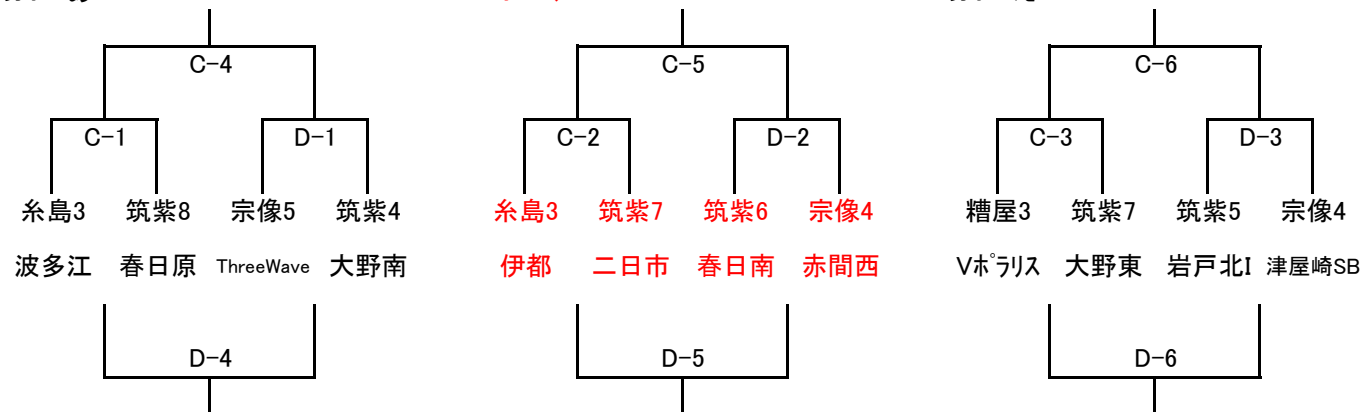 C-4 C-5 C-6
C-1 D-1 C-2 D-2 C-3 D-3
糸島3 筑紫8 宗像5 筑紫4 糸島3 筑紫7 筑紫6 宗像4 糟屋3 筑紫7 筑紫5 宗像4
波多江 春日原 ThreeWave 大野南 伊都 二日市 春日南 赤間西 Vポラリス 大野東 岩戸北I 津屋崎SB
D-4 D-5 D-6